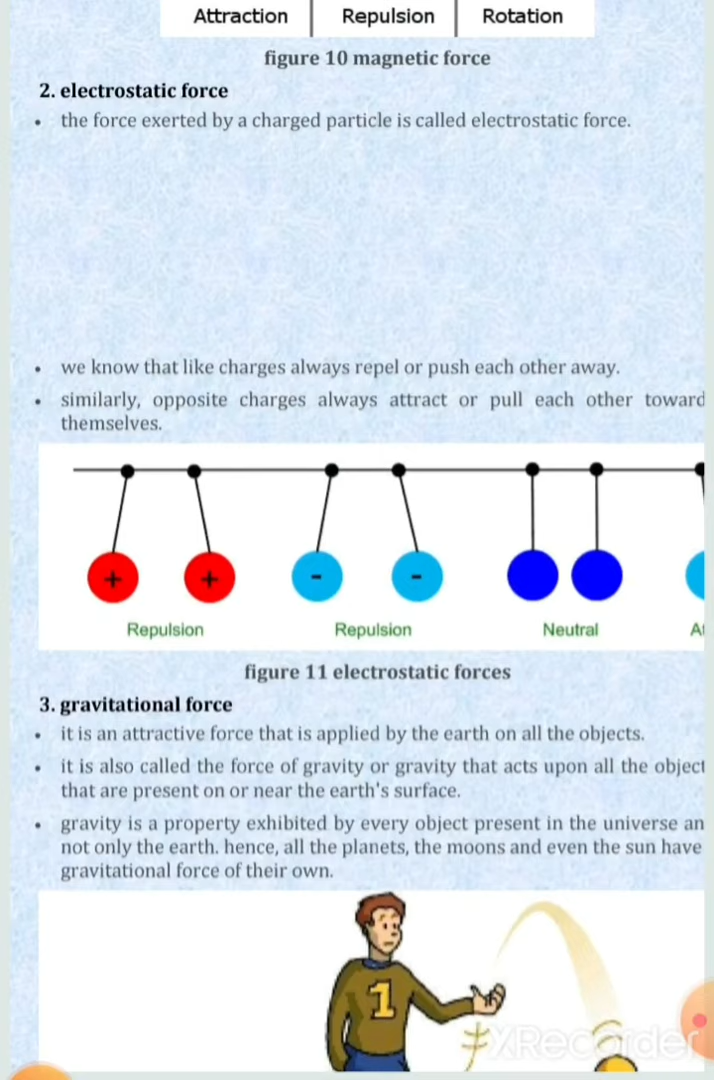 Attraction Repulsion Rotation
figure 10 magnetic force
2. electrostatic force
• the force exerted by a charged particle is called electrostatic force.
• we know that like charges always repel or push each other away.
• similarly, opposite charges always attract or pull each other toward
themselves.
+ + - -
Repulsion Repulsion Neutral
figure 11 electrostatic forces
3. gravitational force
• it is an attractive force that is applied by the earth on all the objects.
• it is also called the force of gravity or gravity that acts upon all the object
that are present on or near the earth's surface.
• gravity is a property exhibited by every object present in the universe an
not only the earth. hence, all the planets, the moons and even the sun have
gravitational force of their own.
1
XRecorder